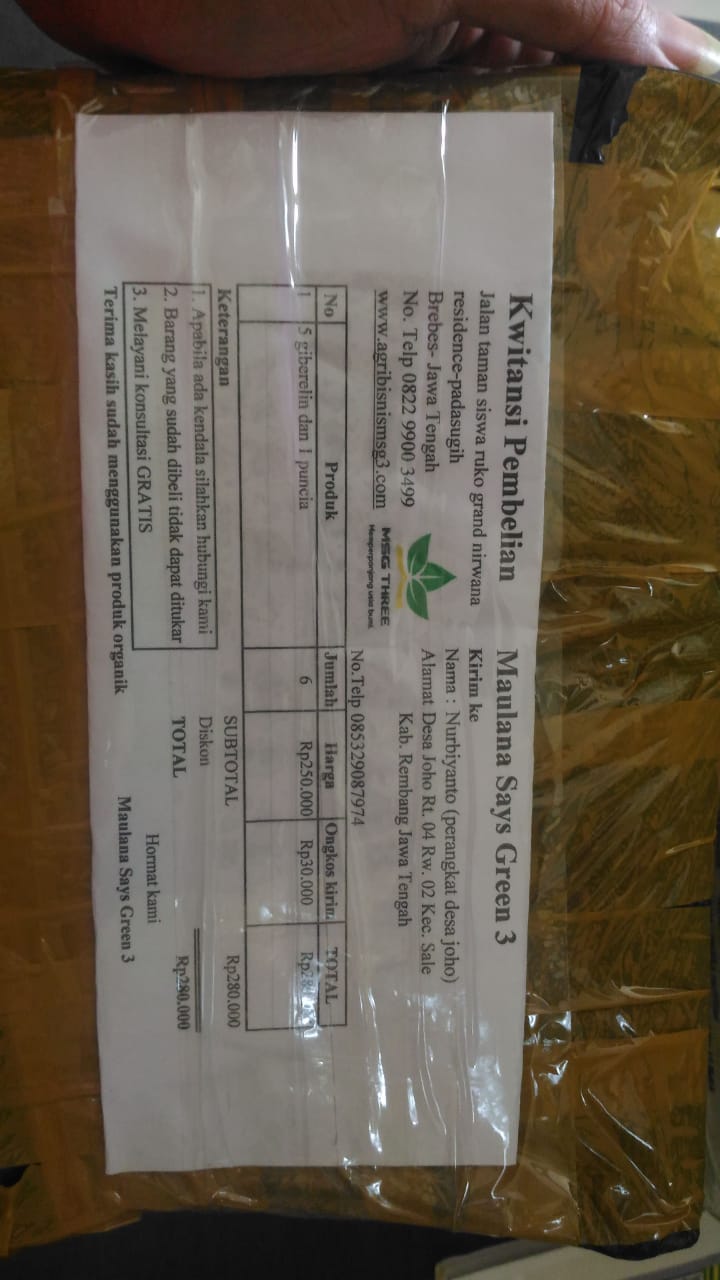 Kwitansi Pembelian
Jalan taman siswa ruko grand nirwana
residence-padasugih
Brebes- Jawa Tengah
No. Telp 0822 9900 3499
www.agribisnismsg3.com
MSG THREE
Memperpanjang usia bumi.
Maulana Says Green 3
Kirim ke
Nama : Nurbiyanto (perangkat desa joho)
Alamat Desa Joho Rt. 04 Rw. 02 Kec. Sale
Kab. Rembang Jawa Tengah
No.Telp 085329087974
No Produk Jumlah Harga Ongkos kirim TOTAL
1 5 giberelin dan 1 puncia 6 Rp250.000 Rp30.000
SUBTOTAL Rp280.000
Diskon
TOTAL Rp280.000
Keterangan
1. Apabila ada kendala silahkan hubungi kami
2. Barang yang sudah dibeli tidak dapat ditukar
3. Melayani konsultasi GRATIS
Terima kasih sudah menggunakan produk organik
Hormat kami
Maulana Says Green 3